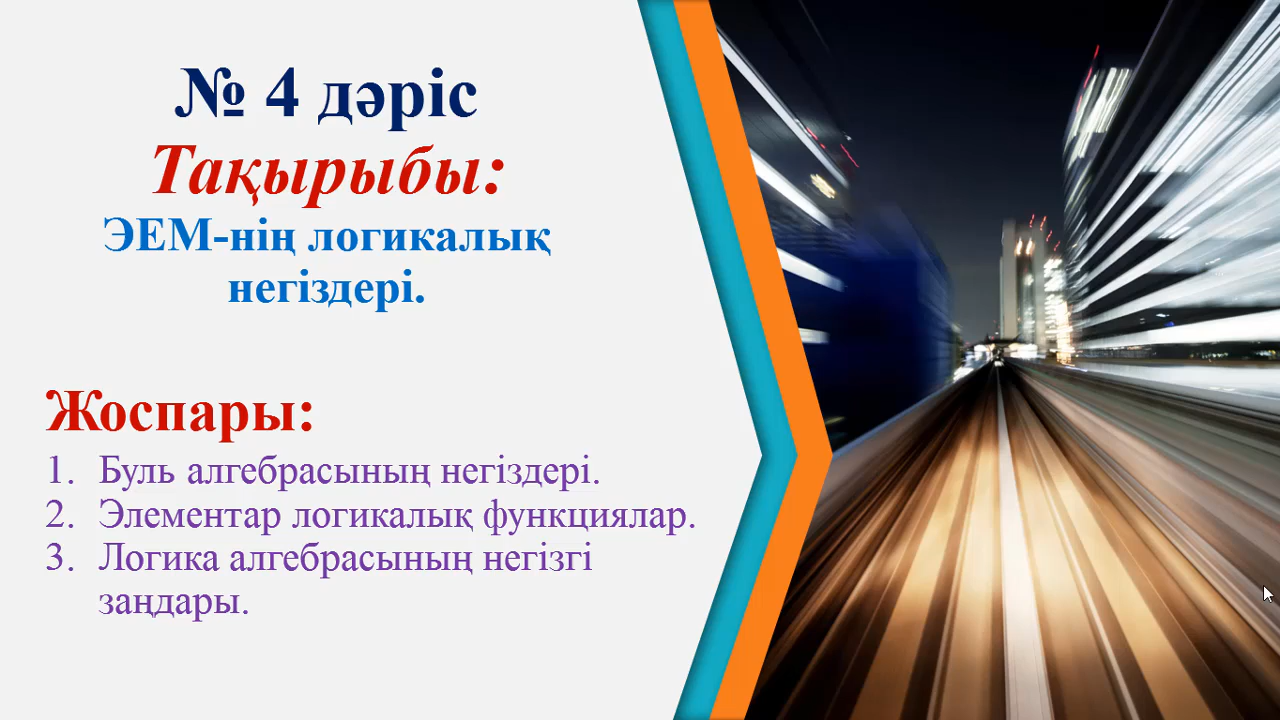 № 4 дәріс
Тақырыбы:
ЭЕМ-нің логикалық
негіздері.
Жоспары:
1. Буль алгебрасының негіздері.
2. Элементар логикалық функциялар.
3. Логика алгебрасының негізгі
заңдары.